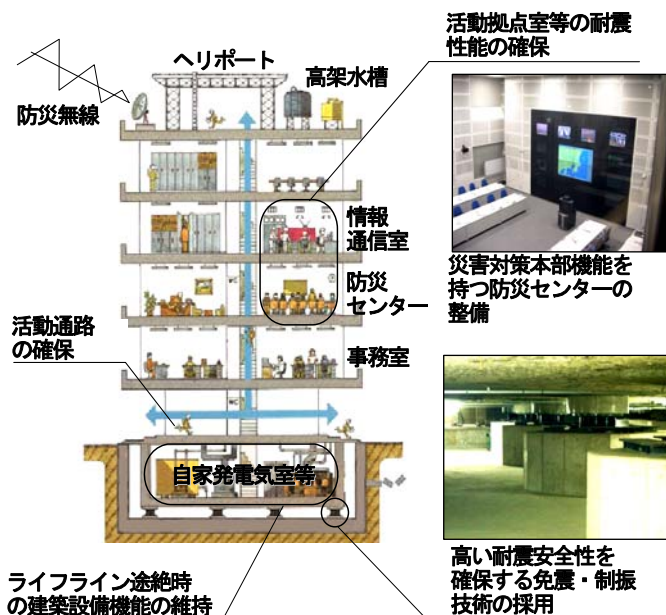 活動拠点室等の耐震
性能の確保
ヘリポート
高架水槽
防災無線
情報
通信室
災害対策本部機能を
持つ防災センターの
整備
防災
センター
活動通路
の確保
事務室
自家発電気室等
高い耐震安全性を
確保する免震・制振
技術の採用
ライフライン途絶時
の建築設備機能の維持